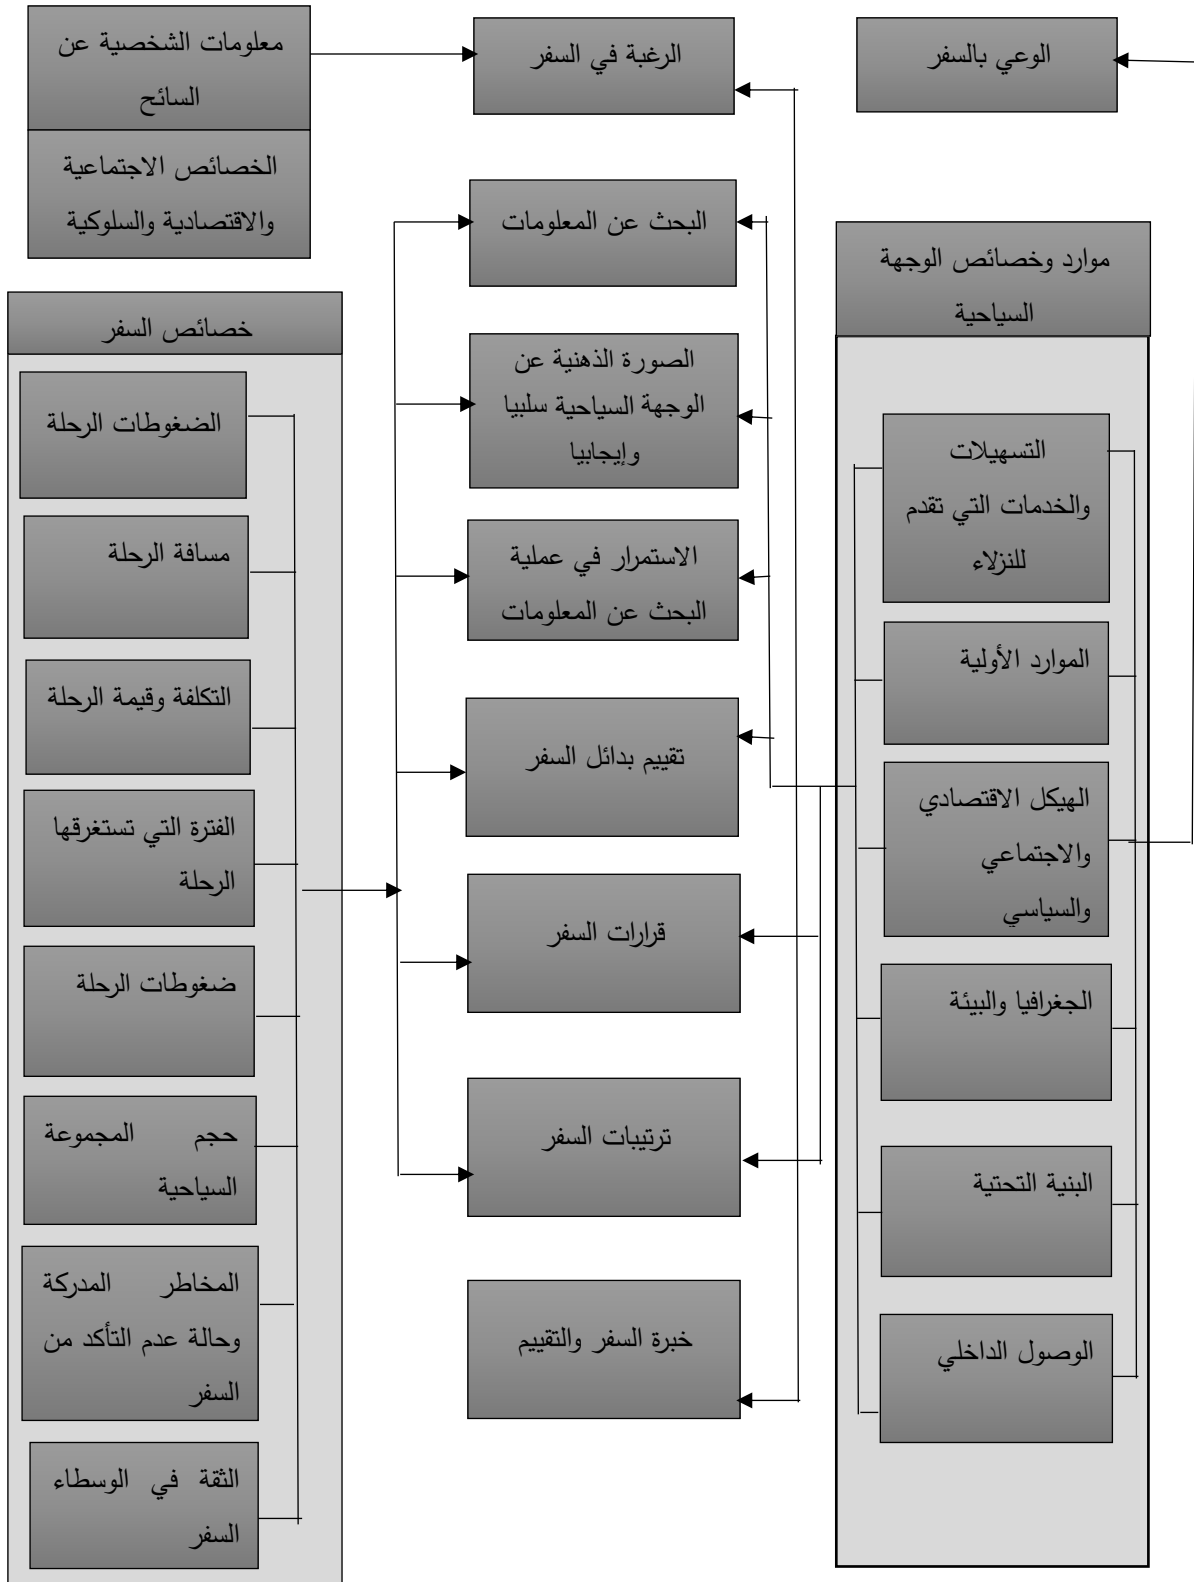 معلومات الشخصية عن
السائح
الخصائص الاجتماعية
والاقتصادية والسلوكية
الرغبة في السفر
الوعي بالسفر
خصائص السفر
الضغوطات الرحلة
مسافة الرحلة
التكلفة وقيمة الرحلة
الفترة التي تستغرقها
الرحلة
ضغوطات الرحلة
حجم المجموعة
السياحية
المخاطر المدركة
وحالة عدم التأكد من
السفر
الثقة في الوسطاء
السفر
البحث عن المعلومات
الصورة الذهنية عن
الوجهة السياحية سلبيا
وإيجابيا
الاستمرار في عملية
البحث عن المعلومات
تقييم بدائل السفر
قرارات السفر
ترتيبات السفر
خبرة السفر والتقييم
موارد وخصائص الوجهة
السياحية
التسهيلات
والخدمات التي تقدم
للنزلاء
الموارد الأولية
الهيكل الاقتصادي
والاجتماعي
والسياسي
الجغرافيا والبيئة
البنية التحتية
الوصول الداخلي